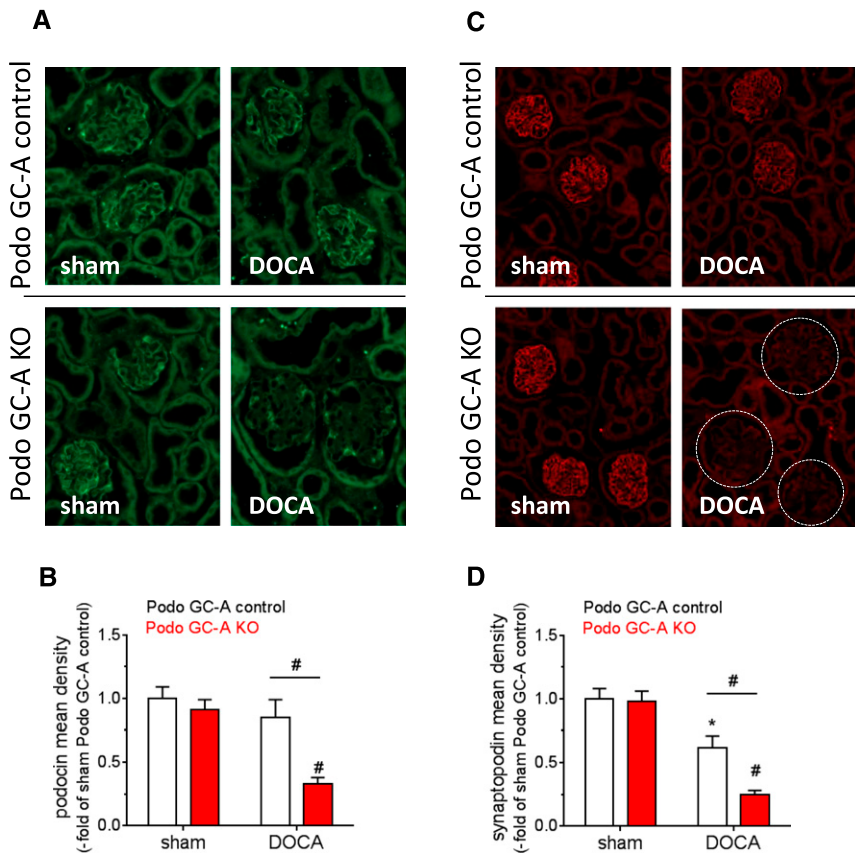 A
Podo GC-A control
sham
DOCA
Podo GC-A KO
sham
DOCA
C
Podo GC-A control
sham
DOCA
Podo GC-A KO
sham
DOCA
B
podocin mean density
(-fold of sham Podo GC-A control)
Podo GC-A control
Podo GC-A KO
1.5
1.0
0.5
0.0
#
#
sham
DOCA
D
synaptopodin mean density
(-fold of sham Podo GC-A control)
Podo GC-A control
Podo GC-A KO
1.5
1.0
0.5
0.0
#
*
#
sham
DOCA